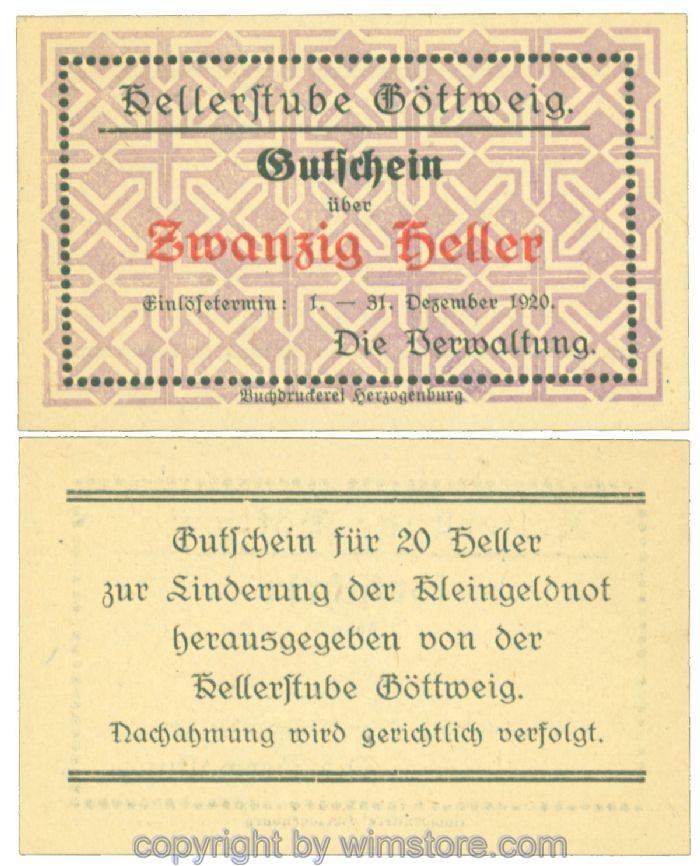 Kellerstube Göttweig.
Gutschein
über
Zwanzig Heller
Einlösetermin: 1. — 31. Dezember 1920.
Die Verwaltung.
Buchdruckerei Herzogenburg
Gutschein für 20 Heller
zur Linderung der Kleingeldnot
herausgegeben von der
Kellerstube Göttweig.
Nachahmung wird gerichtlich verfolgt.
copyright by wimstore.com